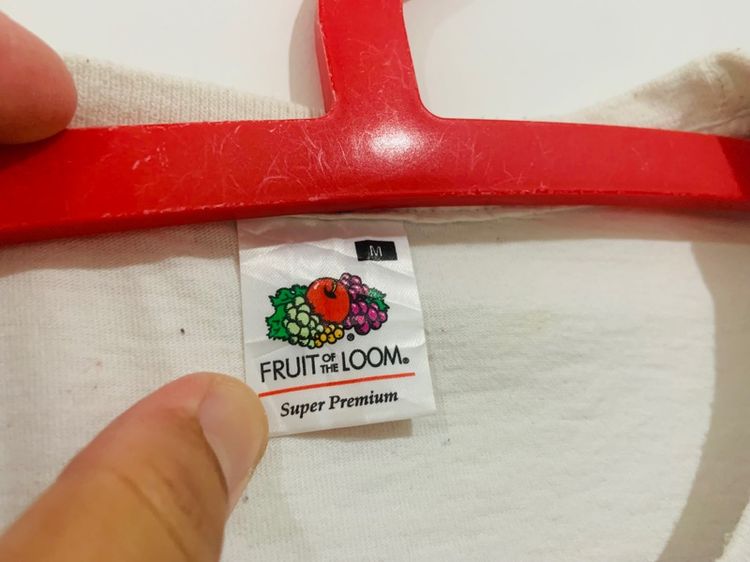 M
FRUIT OF THE LOOM®
Super Premium